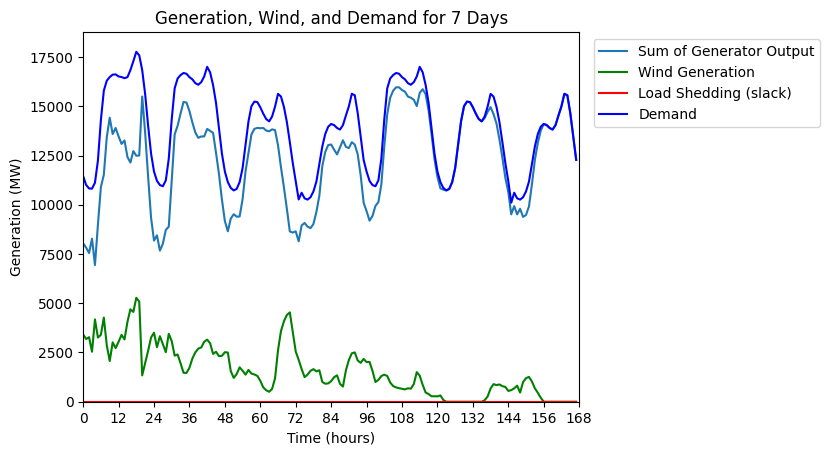 Generation, Wind, and Demand for 7 Days
Generation (MW)
17500
15000
12500
10000
7500
5000
2500
0
0 12 24 36 48 60 72 84 96 108 120 132 144 156 168
Time (hours)
Sum of Generator Output
Wind Generation
Load Shedding (slack)
Demand